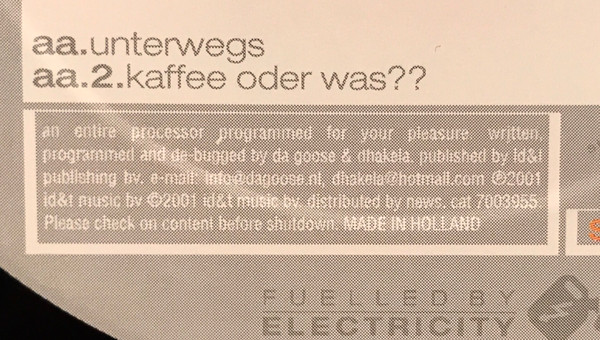 aa.unterwegs
aa.2.kaffee oder was??
an entire processor programmed for your pleasure. written,
programmed and de-bugged by da goose & dhakela. published by id&t
publishing bv. e-mail: info@dagoose.nl, dhakela@hotmail.com ℗2001
id&t music bv ©2001 id&t music bv. distributed by news. cat 7003955
Please check on content before shutdown. MADE IN HOLLAND
FUELLED BY
ELECTRICITY